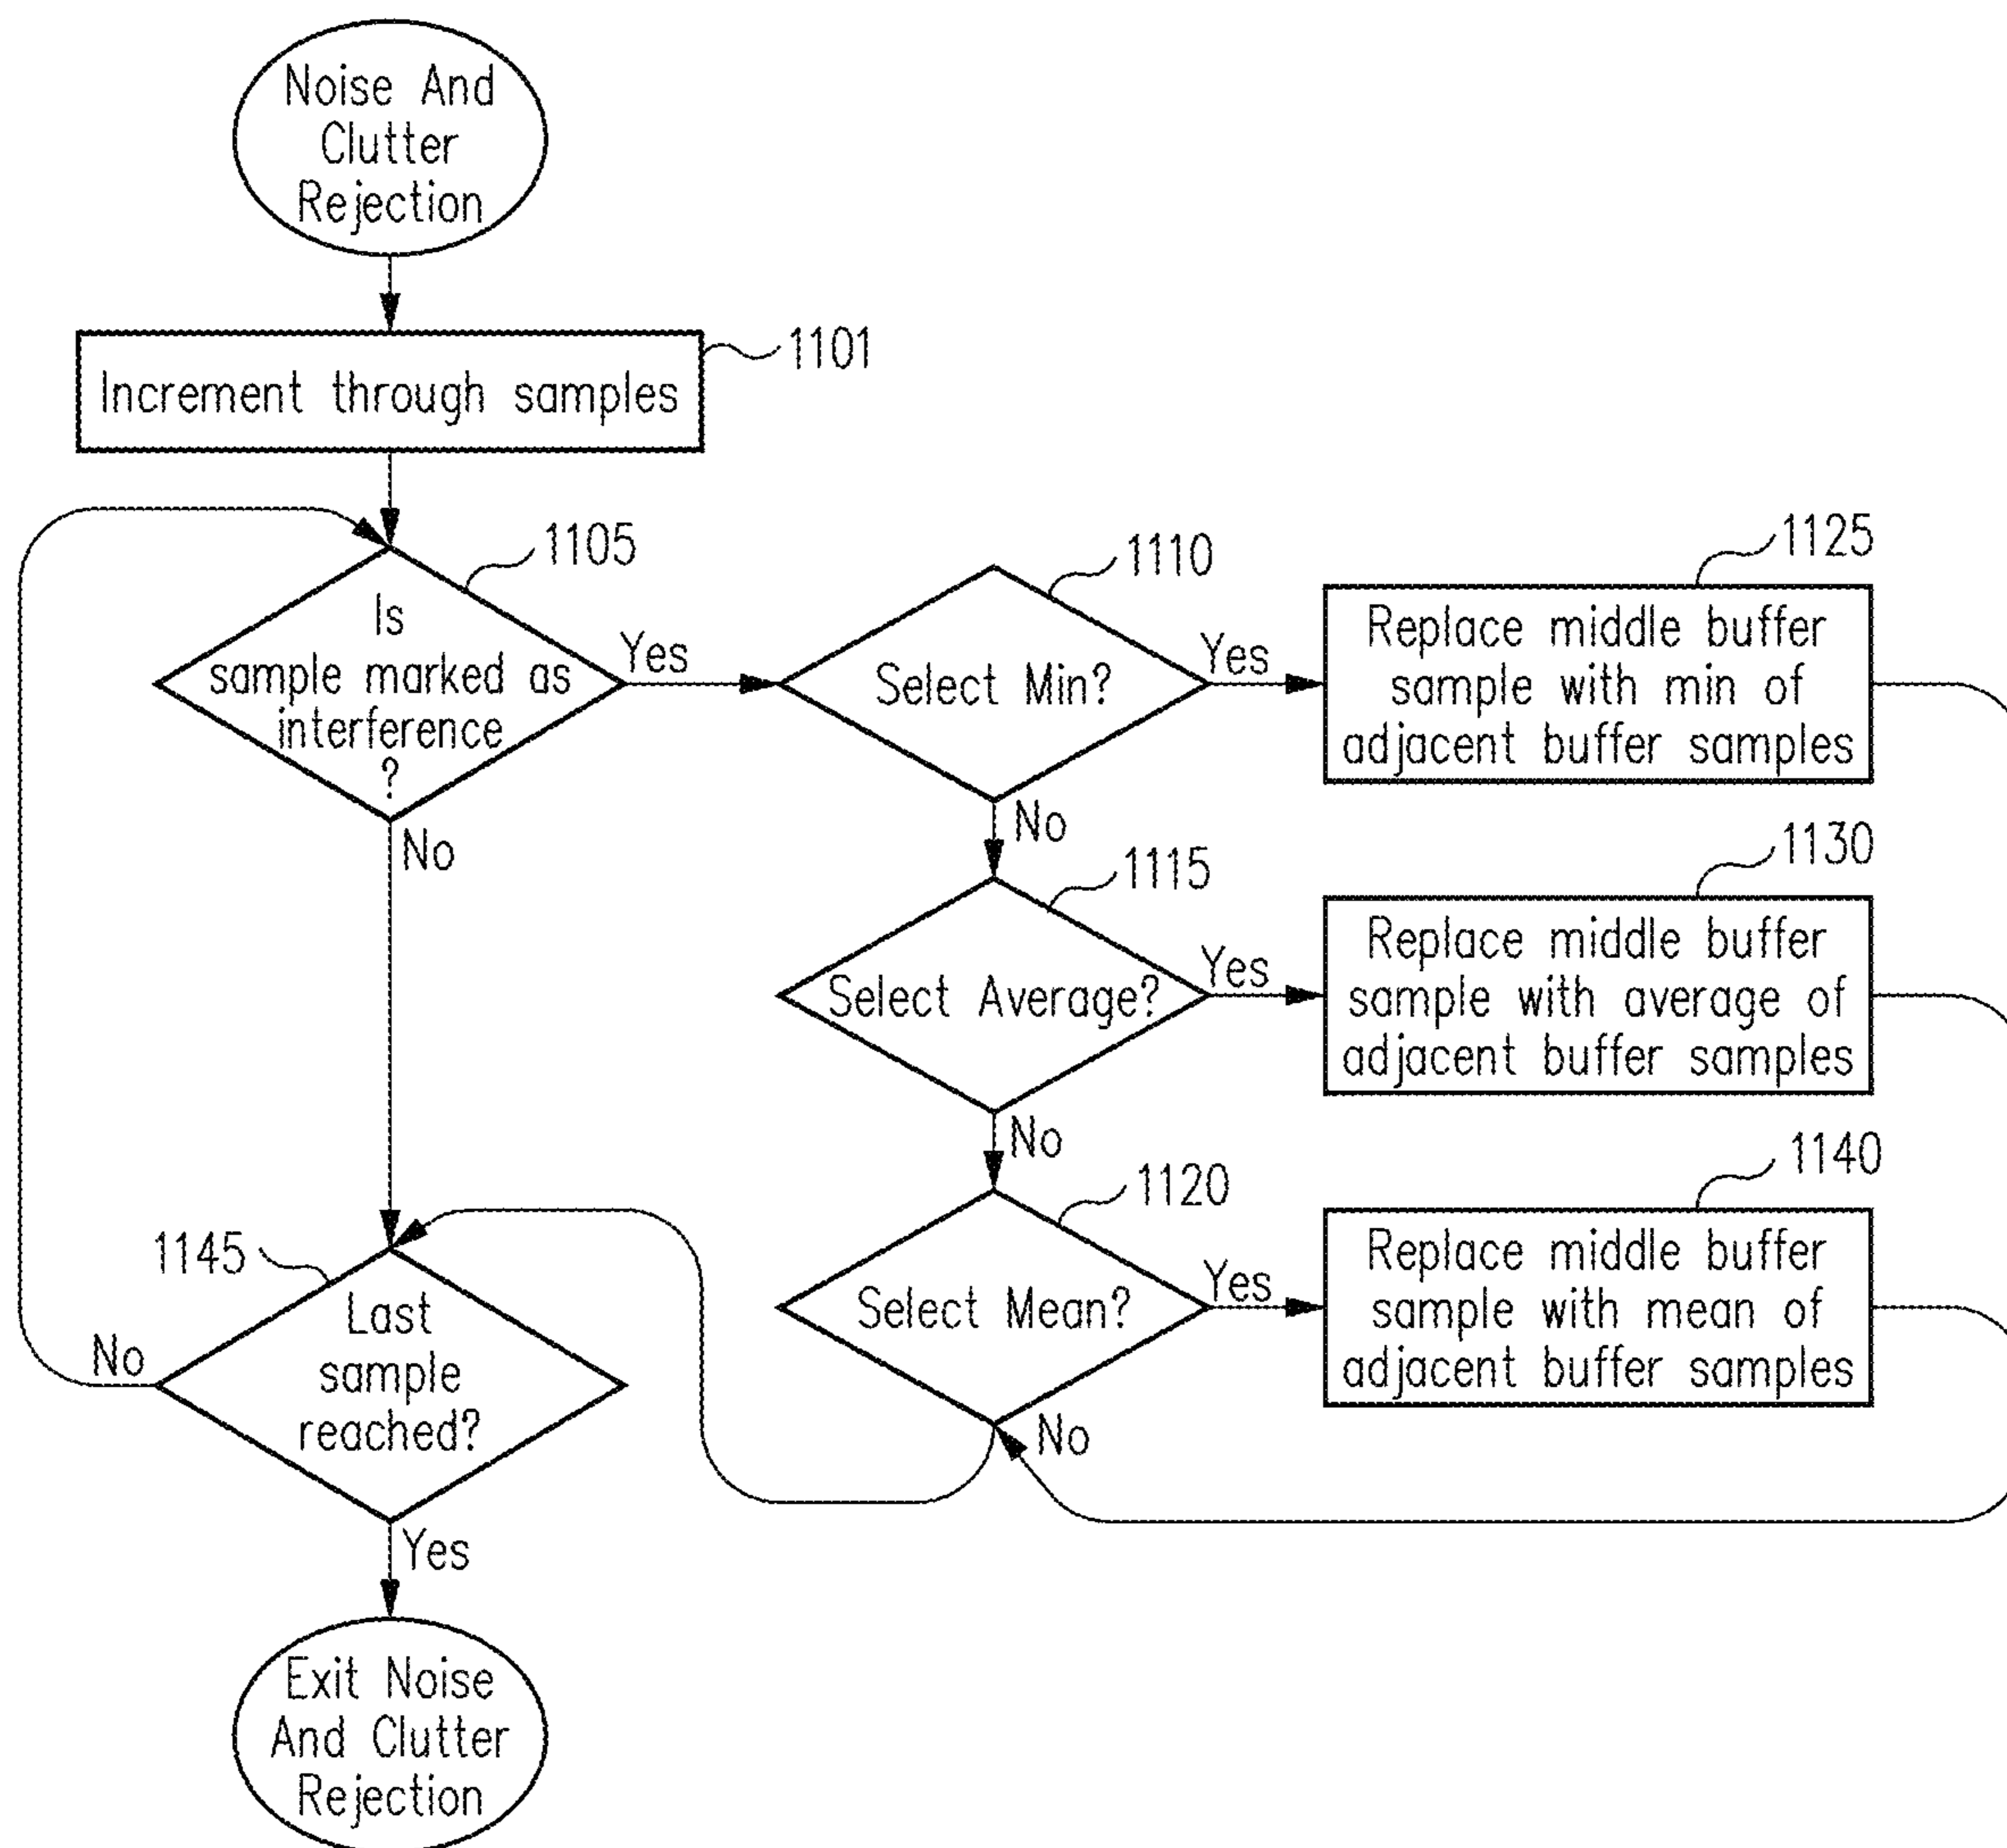 Noise And
Clutter
Rejection
1101
Increment through samples
1105
Is
sample marked as
interference
?
Yes
No
1110
Select Min?
Yes
No
1125
Replace middle buffer
sample with min of
adjacent buffer samples
1115
Select Average?
Yes
No
1130
Replace middle buffer
sample with average of
adjacent buffer samples
1120
Select Mean?
Yes
No
1140
Replace middle buffer
sample with mean of
adjacent buffer samples
1145
Last
sample
reached?
No
Yes
Exit Noise
And Clutter
Rejection